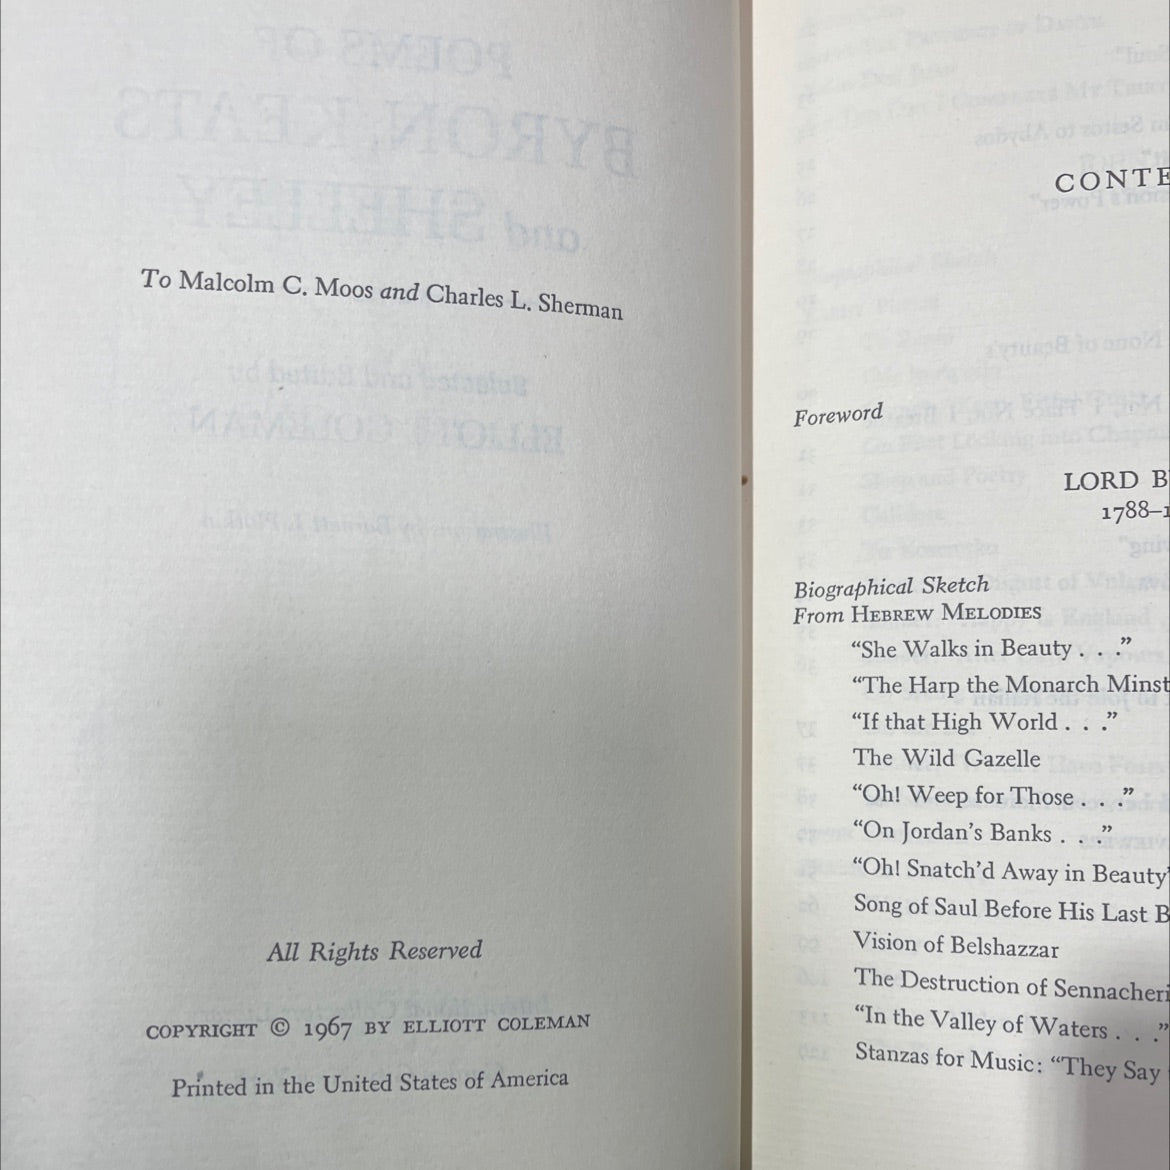 To Malcolm C. Moos and Charles L. Sherman
All Rights Reserved
COPYRIGHT © 1967 BY ELLIOTT COLEMAN
Printed in the United States of America
CONTE
Foreword
LORD B
1788–1
Biographical Sketch
From HEBREW MELODIES
“She Walks in Beauty . . .”
“The Harp the Monarch Minst
“If that High World . . .”
The Wild Gazelle
“Oh! Weep for Those . . .”
“On Jordan’s Banks . . .”
“Oh! Snatch’d Away in Beauty’
Song of Saul Before His Last B
Vision of Belshazzar
The Destruction of Sennacheri
“In the Valley of Waters . . .”
Stanzas for Music: “They Say